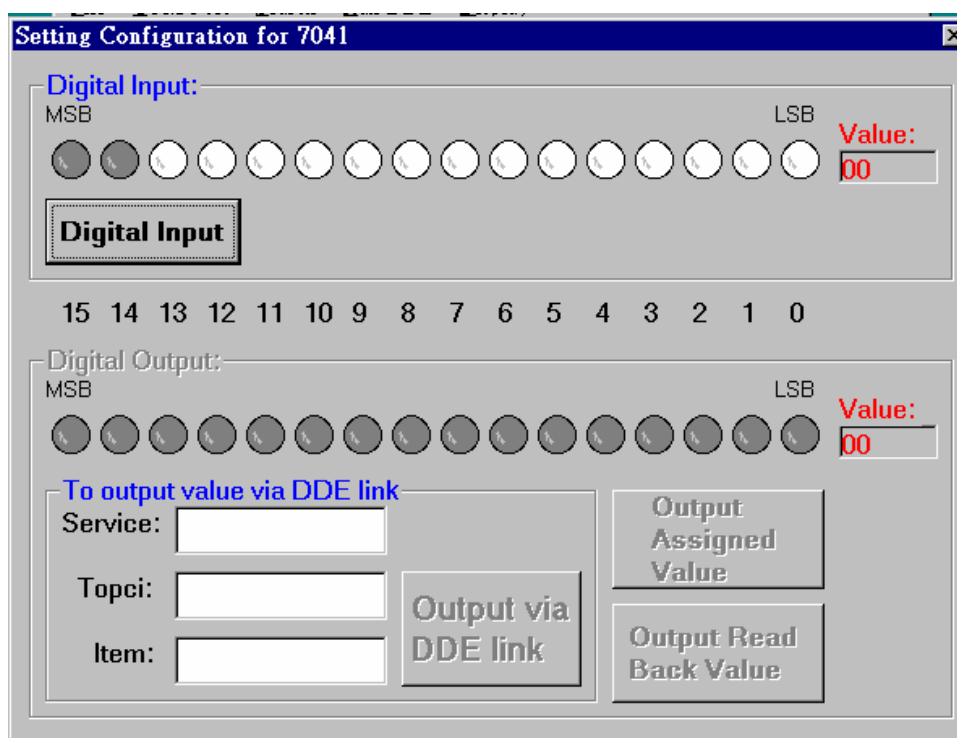 Setting Configuration for 7041
Digital Input:
MSB LSB
Value:
00
Digital Input
15 14 13 12 11 10 9 8 7 6 5 4 3 2 1 0
Digital Output:
MSB LSB
Value:
00
To output value via DDE link
Service:
Topci:
Item:
Output via
DDE link
Output
Assigned
Value
Output Read
Back Value